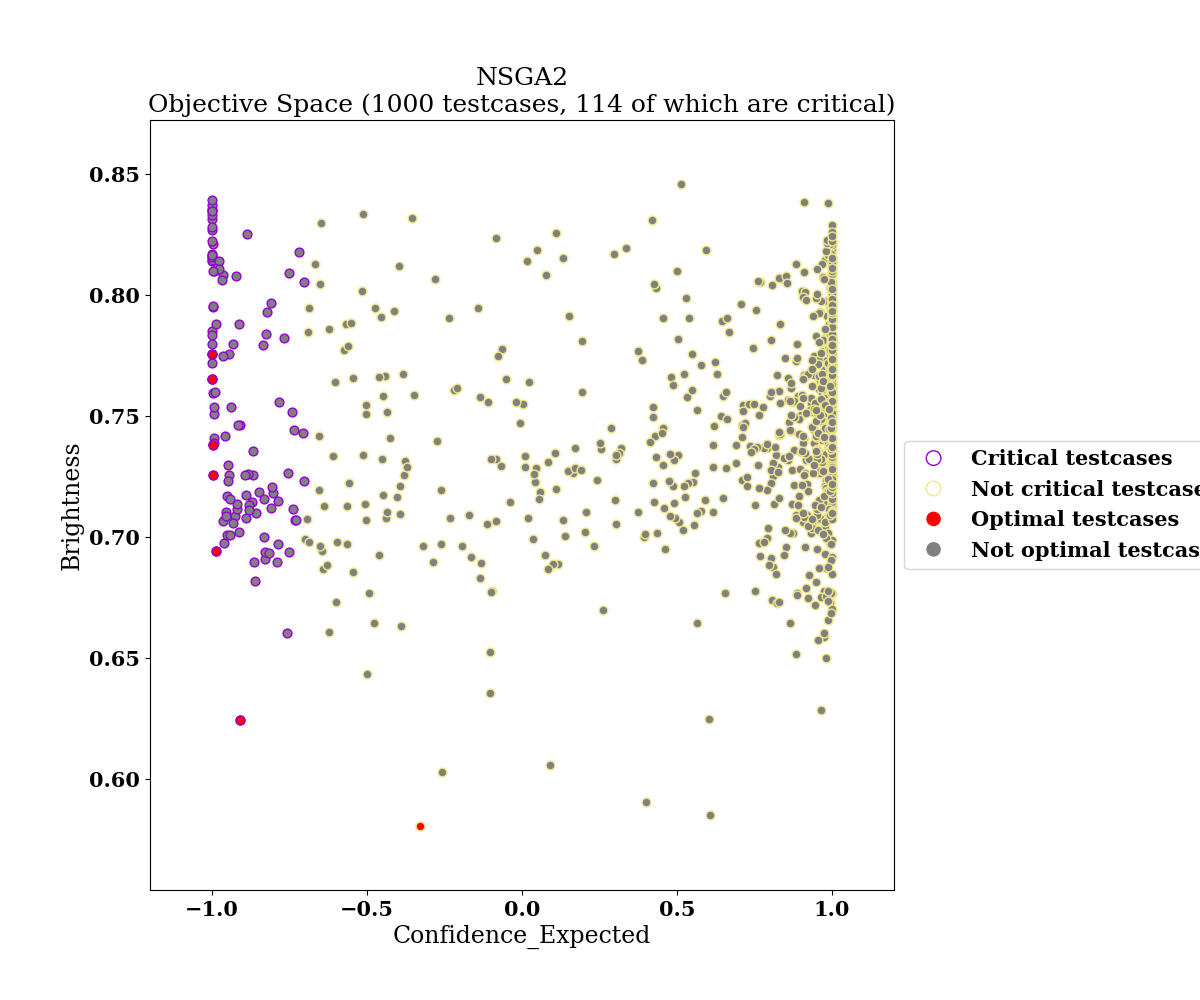 NSGA2
Objective Space (1000 testcases, 114 of which are critical)
0.85
0.80
0.75
0.70
0.65
0.60
Brightness
−1.0
−0.5
0.0
0.5
1.0
Confidence_Expected
Critical testcases
Not critical testcase
Optimal testcases
Not optimal testcas